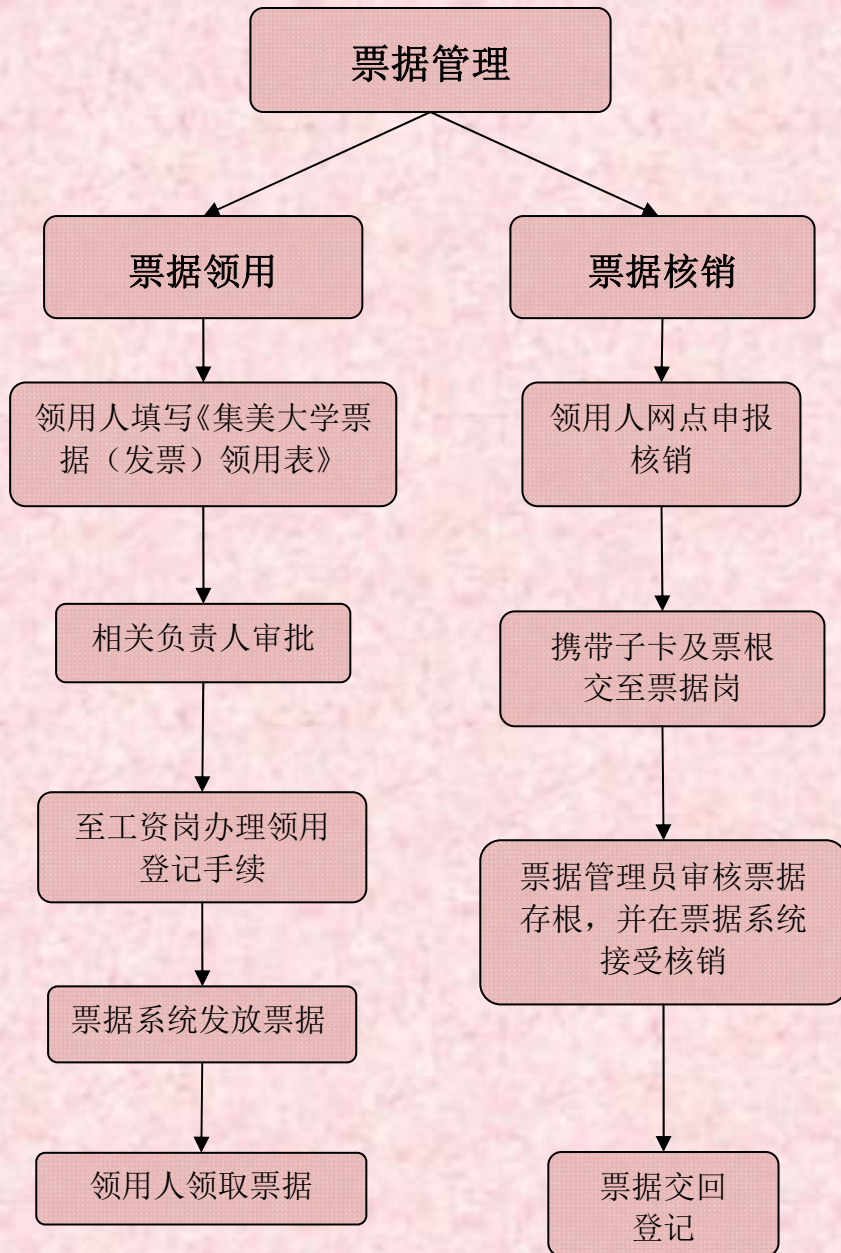 票据管理
票据领用
领用人填写《集美大学票
据（发票）领用表》
相关负责人审批
至工资岗办理领用
登记手续
票据系统发放票据
领用人领取票据
票据核销
领用人网点申报
核销
携带子卡及票根
交至票据岗
票据管理员审核票据
存根，并在票据系统
接受核销
票据交回
登记